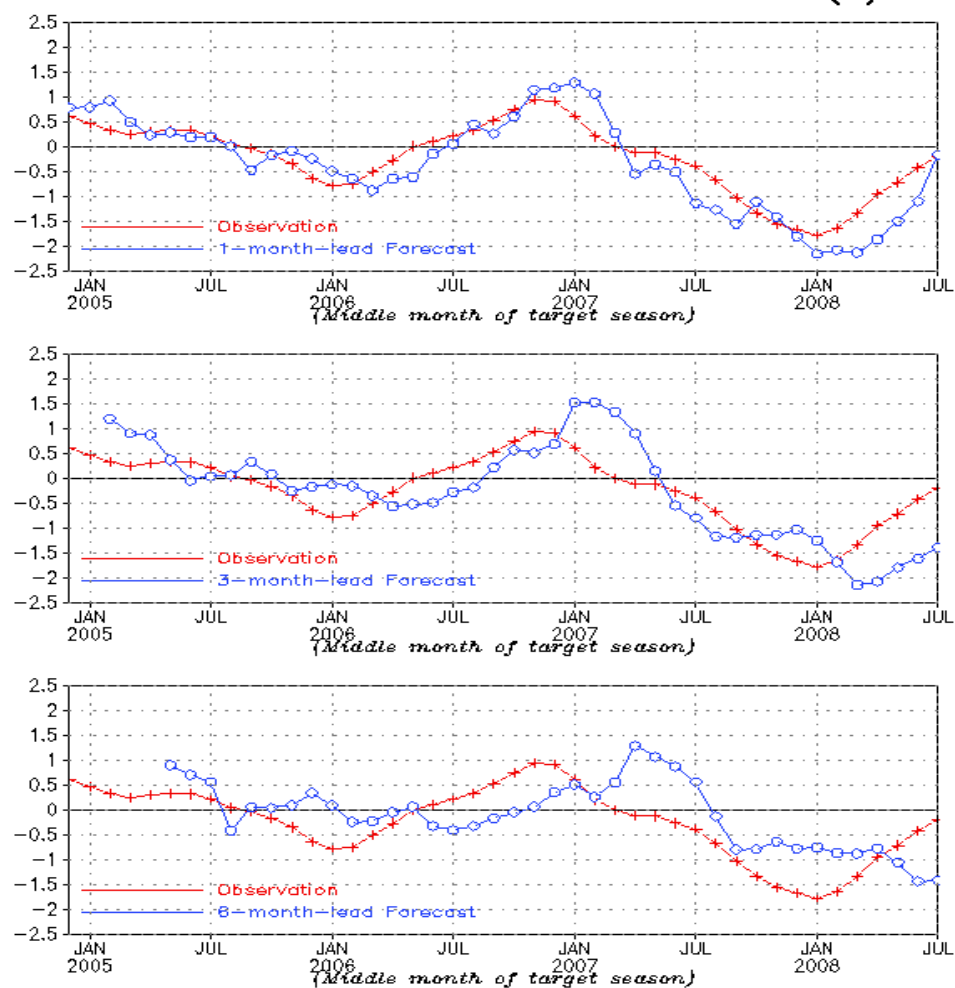 2.5
2
1.5
1
0.5
0
-0.5
-1
-1.5
-2
-2.5
Observation
1-month-lead Forecast
JAN JUL JAN JUL JAN JUL JAN JUL
2005 2006 2007 2008
(Middle month of target season)
2.5
2
1.5
1
0.5
0
-0.5
-1
-1.5
-2
-2.5
Observation
3-month-lead Forecast
JAN JUL JAN JUL JAN JUL JAN JUL
2005 2006 2007 2008
(Middle month of target season)
2.5
2
1.5
1
0.5
0
-0.5
-1
-1.5
-2
-2.5
Observation
6-month-lead Forecast
JAN JUL JAN JUL JAN JUL JAN JUL
2005 2006 2007 2008
(Middle month of target season)